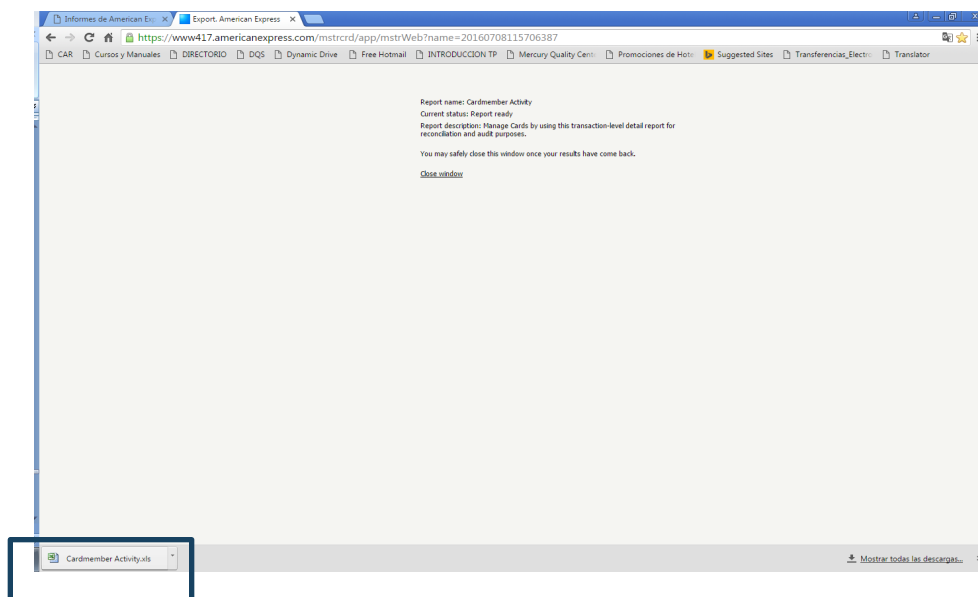 Informes de American Exp
Export. American Express
https://www417.americanexpress.com/mstrcrd/app/mstrWeb?name=20160708115706387
CAR Cursos y Manuales DIRECTORIO DQS Dynamic Drive Free Hotmail INTRODUCCION TP Mercury Quality Cent Promociones de Hote Suggested Sites Transferencias_Electro Translator
Report name: Cardmember Activity
Current status: Report ready
Report description: Manage Cards by using this transaction-level detail report for
reconciliation and audit purposes.
You may safely close this window once your results have come back.
Close window
Cardmember Activity.xls
Mostrar todas las descargas...